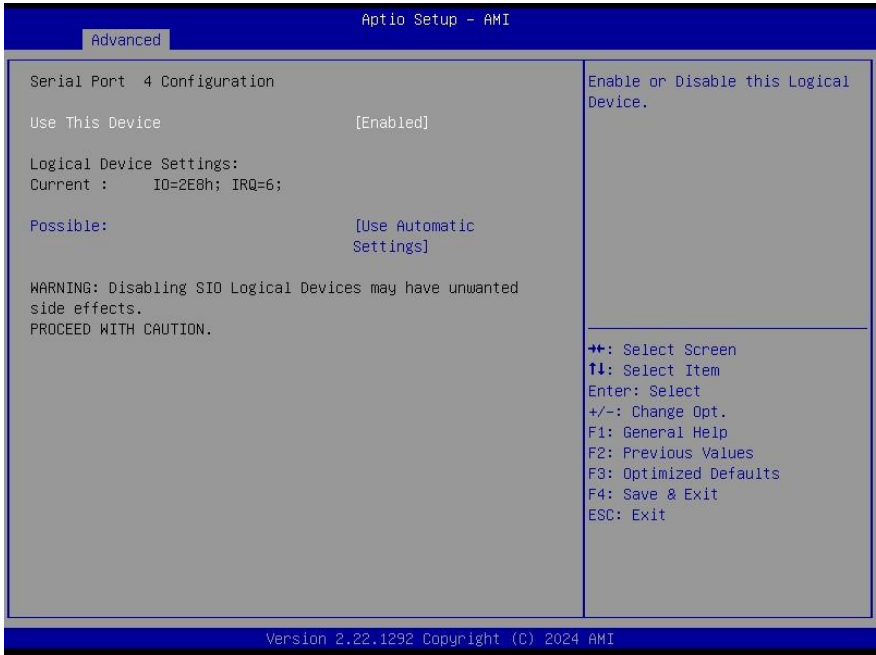 Aptio Setup - AMI
Advanced
Serial Port  4 Configuration
Use This Device [Enabled]
Logical Device Settings:
Current :     IO=2E8h; IRQ=6;
Possible: [Use Automatic
Settings]
WARNING: Disabling SIO Logical Devices may have unwanted
side effects.
PROCEED WITH CAUTION.
Enable or Disable this Logical
Device.
→←: Select Screen
↑↓: Select Item
Enter: Select
+/-: Change Opt.
F1: General Help
F2: Previous Values
F3: Optimized Defaults
F4: Save & Exit
ESC: Exit
Version 2.22.1292 Copyright (C) 2024 AMI